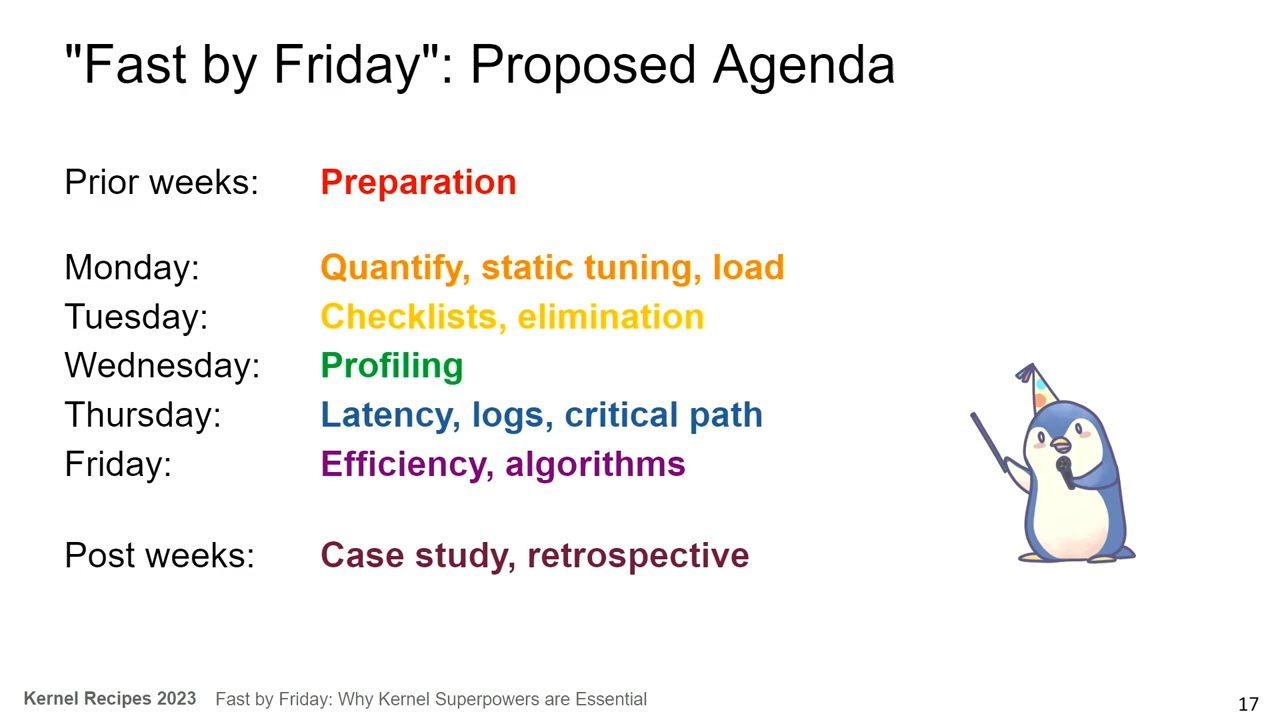 "Fast by Friday": Proposed Agenda
Prior weeks: Preparation
Monday: Quantify, static tuning, load
Tuesday: Checklists, elimination
Wednesday: Profiling
Thursday: Latency, logs, critical path
Friday: Efficiency, algorithms
Post weeks: Case study, retrospective
Kernel Recipes 2023 Fast by Friday: Why Kernel Superpowers are Essential
17